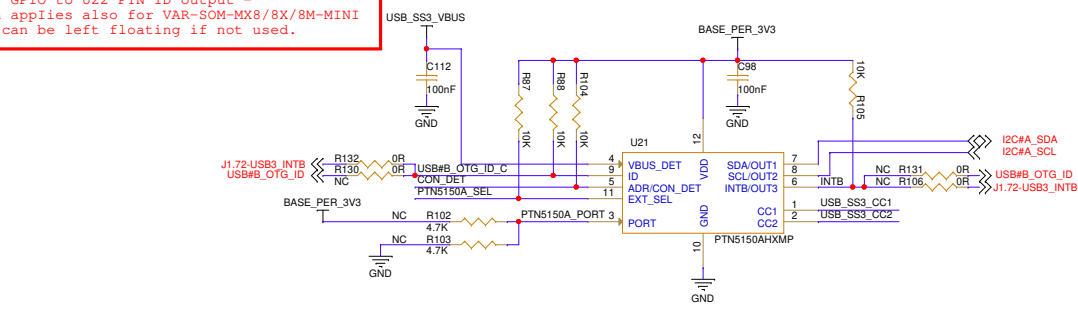 GPIO to U22 PIN ID output -
applies also for VAR-SOM-MX8/8X/8M-MINI
can be left floating if not used.
USB_SS3_VBUS
BASE_PER_3V3
C112
100nF
GND
R87
10K
R88
10K
R104
10K
C98
100nF
GND
10K
R105
U21
12
VDD
J1.72-USB3_INTB
R132
0R
USB#B_OTG_ID
R130
0R
NC
USB#B_OTG_ID_C
CON_DET
PTN5150A_SEL
4
VBUS_DET
9
ID
5
ADR/CON_DET
11
EXT_SEL
3
PORT
SDA/OUT1
7
SCL/OUT2
8
INTB/OUT3
6
INTB
CC1
1
USB_SS3_CC1
CC2
2
USB_SS3_CC2
GND
10
PTN5150AHXMP
I2C#A_SDA
I2C#A_SCL
NC
R131
0R
USB#B_OTG_ID
NC
R106
0R
J1.72-USB3_INTB
BASE_PER_3V3
NC
R102
4.7K
PTN5150A_PORT
NC
R103
4.7K
GND
GND